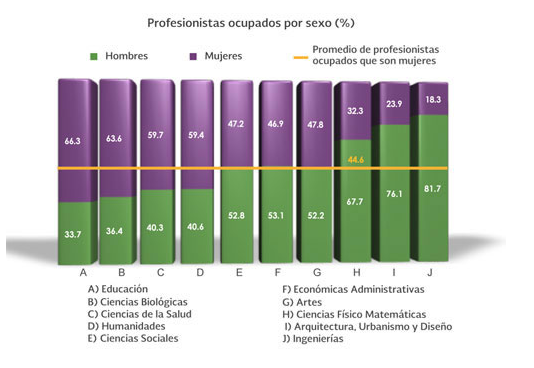 Profesionistas ocupados por sexo (%)
Hombres
Mujeres
Promedio de profesionistas
ocupados que son mujeres
66.3 63.6 59.7 59.4 47.2 46.9 47.8 32.3 23.9 18.3
44.6
33.7 36.4 40.3 40.6 52.8 53.1 52.2 67.7 76.1 81.7
A B C D E F G H I J
A) Educación
B) Ciencias Biológicas
C) Ciencias de la Salud
D) Humanidades
E) Ciencias Sociales
F) Económicas Administrativas
G) Artes
H) Ciencias Físico Matemáticas
I) Arquitectura, Urbanismo y Diseño
J) Ingenierías